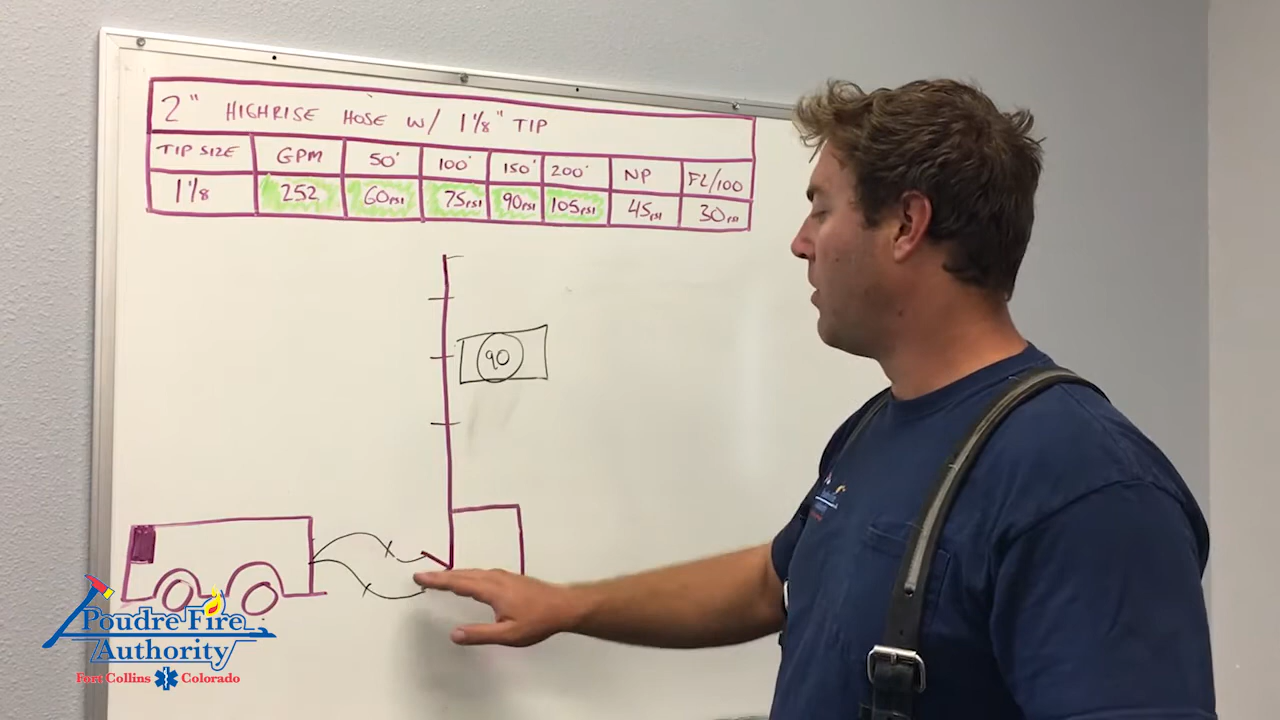 2" HIGHRISE HOSE W/ 1 1/8" TIP
TIP SIZE GPM 50' 100' 150' 200' NP FL/100
1 1/8 252 60PSI 75PSI 90PSI 105PSI 45PSI 30PSI
90
Poudre Fire
Authority
Fort Collins Colorado